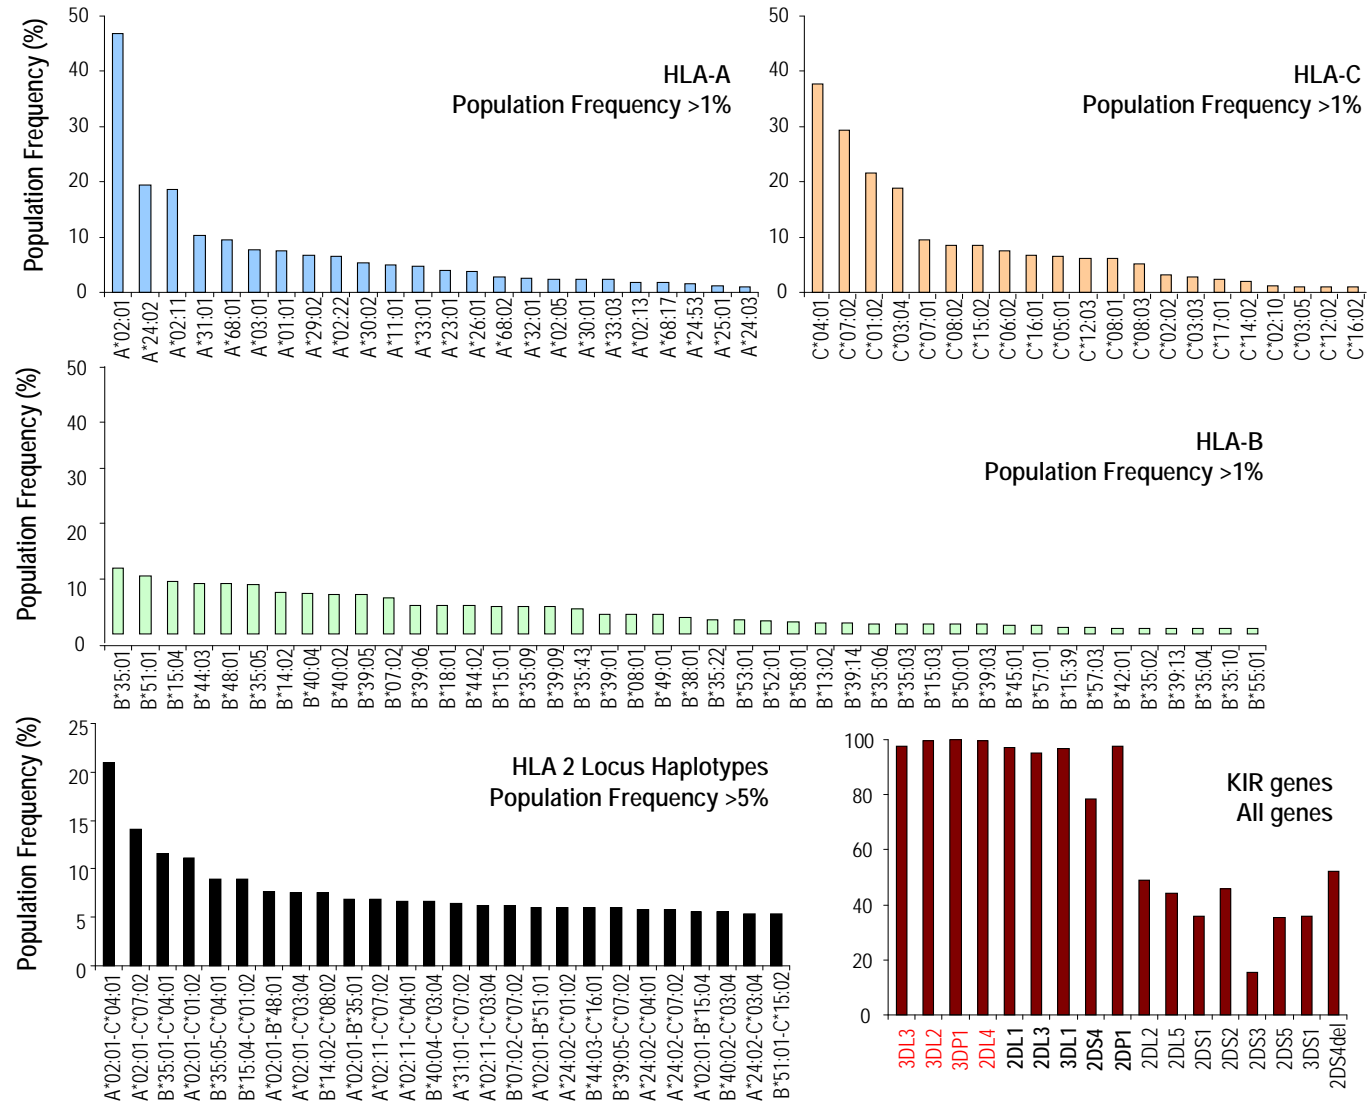 Population Frequency (%)
50
40
30
20
10
0
HLA-A
Population Frequency >1%
A*02:01
A*24:02
A*02:11
A*31:01
A*68:01
A*03:01
A*01:01
A*29:02
A*02:22
A*30:02
A*11:01
A*33:01
A*23:01
A*26:01
A*68:02
A*32:01
A*02:05
A*30:01
A*33:03
A*02:13
A*68:17
A*24:53
A*25:01
A*24:03
50
40
30
20
10
0
HLA-C
Population Frequency >1%
C*04:01
C*07:02
C*01:02
C*03:04
C*07:01
C*08:02
C*15:02
C*06:02
C*16:01
C*05:01
C*12:03
C*08:01
C*08:03
C*02:02
C*03:03
C*17:01
C*14:02
C*02:10
C*03:05
C*12:02
C*16:02
Population Frequency (%)
50
40
30
20
10
0
HLA-B
Population Frequency >1%
B*35:01
B*51:01
B*15:04
B*44:03
B*48:01
B*35:05
B*14:02
B*40:04
B*40:02
B*39:05
B*07:02
B*39:06
B*18:01
B*44:02
B*15:01
B*35:09
B*39:09
B*35:43
B*39:01
B*08:01
B*49:01
B*38:01
B*35:22
B*53:01
B*52:01
B*58:01
B*13:02
B*39:14
B*35:06
B*35:03
B*15:03
B*50:01
B*39:03
B*45:01
B*57:01
B*15:39
B*57:03
B*42:01
B*35:02
B*39:13
B*35:04
B*35:10
B*55:01
Population Frequency (%)
25
20
15
10
5
0
HLA 2 Locus Haplotypes
Population Frequency >5%
A*02:01-C*04:01
A*02:01-C*07:02
B*35:01-C*04:01
A*02:01-C*01:02
B*35:05-C*04:01
B*15:04-C*01:02
A*02:01-B*48:01
A*02:01-C*03:04
B*14:02-C*08:02
A*02:01-B*35:01
A*02:11-C*07:02
A*02:11-C*04:01
B*40:04-C*03:04
A*31:01-C*07:02
A*02:11-C*03:04
B*07:02-C*07:02
A*02:01-B*51:01
A*24:02-C*01:02
B*44:03-C*16:01
B*39:05-C*07:02
A*24:02-C*04:01
A*24:02-C*07:02
A*02:01-B*15:04
B*40:02-C*03:04
A*24:02-C*03:04
B*51:01-C*15:02
100
80
60
40
20
0
KIR genes
All genes
3DL3
3DL2
3DP1
2DL4
2DL1
2DL3
3DL1
2DS4
2DP1
2DL2
2DL5
2DS1
2DS2
2DS3
2DS5
3DS1
2DS4del